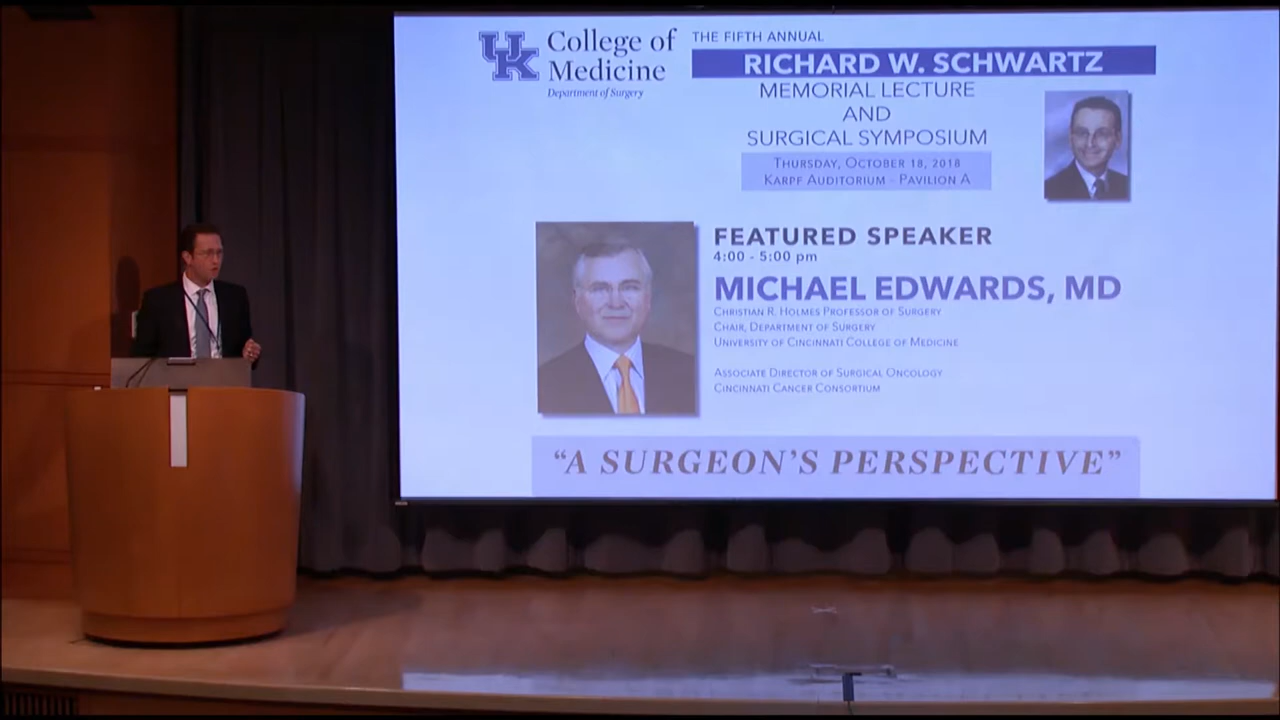 UK
College of
Medicine
Department of Surgery
THE FIFTH ANNUAL
RICHARD W. SCHWARTZ
MEMORIAL LECTURE
AND
SURGICAL SYMPOSIUM
THURSDAY, OCTOBER 18, 2018
KARPF AUDITORIUM - PAVILION A
FEATURED SPEAKER
4:00 - 5:00 pm
MICHAEL EDWARDS, MD
CHRISTIAN R. HOLMES PROFESSOR OF SURGERY
CHAIR, DEPARTMENT OF SURGERY
UNIVERSITY OF CINCINNATI COLLEGE OF MEDICINE
ASSOCIATE DIRECTOR OF SURGICAL ONCOLOGY
CINCINNATI CANCER CONSORTIUM
“A SURGEON’S PERSPECTIVE”